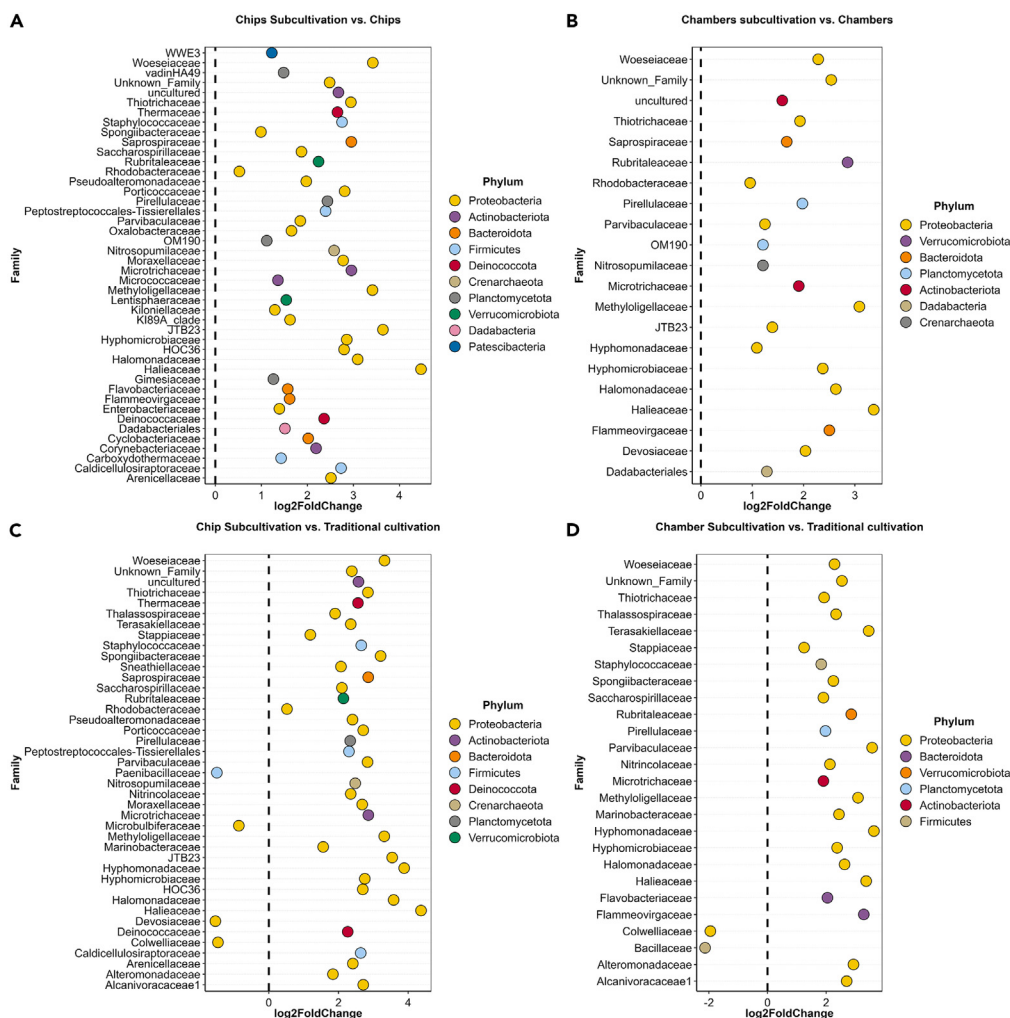 A
Chips Subcultivation vs. Chips
WWE3
Woeseiaceae
vadinHA49
Unknown_Family
uncultured
Thiotrichaceae
Thermaceae
Staphylococcaceae
Spongiibacteraceae
Saprospiraceae
Saccharospirillaceae
Rubritaleaceae
Rhodobacteraceae
Pseudoalteromonadaceae
Porticoccaceae
Pirellulaceae
Peptostreptococcales-Tissierellales
Parvibaculaceae
Oxalobacteraceae
OM190
Nitrosopumilaceae
Moraxellaceae
Microtrichaceae
Micrococcaceae
Methyloligellaceae
Lentisphaeraceae
Kiloniellaceae
KI89A_clade
JTB23
Hyphomicrobiaceae
HOC36
Halomonadaceae
Halieaceae
Gimesiaceae
Flavobacteriaceae
Flammeovirgaceae
Enterobacteriaceae
Deinococcaceae
Dadabacteriales
Cyclobacteriaceae
Corynebacteriaceae
Carboxydothermaceae
Caldicellulosiraptoraceae
Arenicellaceae
Family
0 1 2 3 4
log2FoldChange
Phylum
Proteobacteria
Actinobacteriota
Bacteroidota
Firmicutes
Deinococcota
Crenarchaeota
Planctomycetota
Verrucomicrobiota
Dadabacteria
Patescibacteria
B
Chambers subcultivation vs. Chambers
Woeseiaceae
Unknown_Family
uncultured
Thiotrichaceae
Saprospiraceae
Rubritaleaceae
Rhodobacteraceae
Pirellulaceae
Parvibaculaceae
OM190
Nitrosopumilaceae
Microtrichaceae
Methyloligellaceae
JTB23
Hyphomonadaceae
Hyphomicrobiaceae
Halomonadaceae
Halieaceae
Flammeovirgaceae
Devosiaceae
Dadabacteriales
Family
0 1 2 3
log2FoldChange
Phylum
Proteobacteria
Verrucomicrobiota
Bacteroidota
Planctomycetota
Actinobacteriota
Dadabacteria
Crenarchaeota
C
Chip Subcultivation vs. Traditional cultivation
Woeseiaceae
Unknown_Family
uncultured
Thiotrichaceae
Thermaceae
Thalassospiraceae
Terasakiellaceae
Stappiaceae
Staphylococcaceae
Spongiibacteraceae
Sneathiellaceae
Saprospiraceae
Saccharospirillaceae
Rubritaleaceae
Rhodobacteraceae
Pseudoalteromonadaceae
Porticoccaceae
Pirellulaceae
Peptostreptococcales-Tissierellales
Parvibaculaceae
Paenibacillaceae
Nitrosopumilaceae
Nitrincolaceae
Moraxellaceae
Microtrichaceae
Microbulbiferaceae
Methyloligellaceae
Marinobacteraceae
JTB23
Hyphomonadaceae
Hyphomicrobiaceae
HOC36
Halomonadaceae
Halieaceae
Devosiaceae
Deinococcaceae
Colwelliaceae
Caldicellulosiraptoraceae
Arenicellaceae
Alteromonadaceae
Alcanivoracaceae1
Family
0 2 4
log2FoldChange
Phylum
Proteobacteria
Actinobacteriota
Bacteroidota
Firmicutes
Deinococcota
Crenarchaeota
Planctomycetota
Verrucomicrobiota
D
Chamber Subcultivation vs. Traditional cultivation
Woeseiaceae
Unknown_Family
Thiotrichaceae
Thalassospiraceae
Terasakiellaceae
Stappiaceae
Staphylococcaceae
Spongiibacteraceae
Saccharospirillaceae
Rubritaleaceae
Pirellulaceae
Parvibaculaceae
Nitrincolaceae
Microtrichaceae
Methyloligellaceae
Marinobacteraceae
Hyphomonadaceae
Hyphomicrobiaceae
Halomonadaceae
Halieaceae
Flavobacteriaceae
Flammeovirgaceae
Colwelliaceae
Bacillaceae
Alteromonadaceae
Alcanivoracaceae1
Family
-2 0 2
log2FoldChange
Phylum
Proteobacteria
Bacteroidota
Verrucomicrobiota
Planctomycetota
Actinobacteriota
Firmicutes